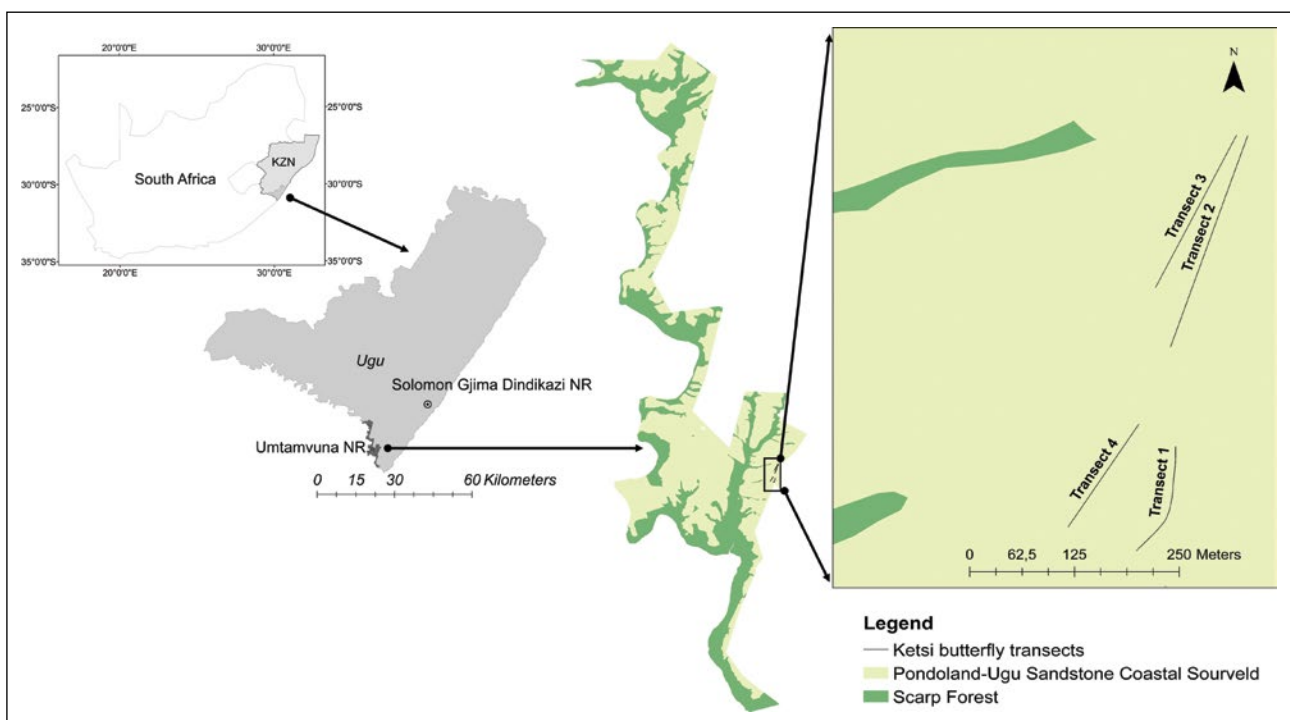 20°0'0"E
30°0'0"E
25°0'0"S
25°0'0"S
KZN
South Africa
30°0'0"S
30°0'0"S
35°0'0"S
35°0'0"S
20°0'0"E
30°0'0"E
Ugu
Solomon Gjima Dindikazi NR
Umtamvuna NR
0 15 30 60 Kilometers
N
Transect 3
Transect 2
Transect 4
Transect 1
0 62,5 125 250 Meters
Legend
Ketsi butterfly transects
Pondoland-Ugu Sandstone Coastal Sourveld
Scarp Forest